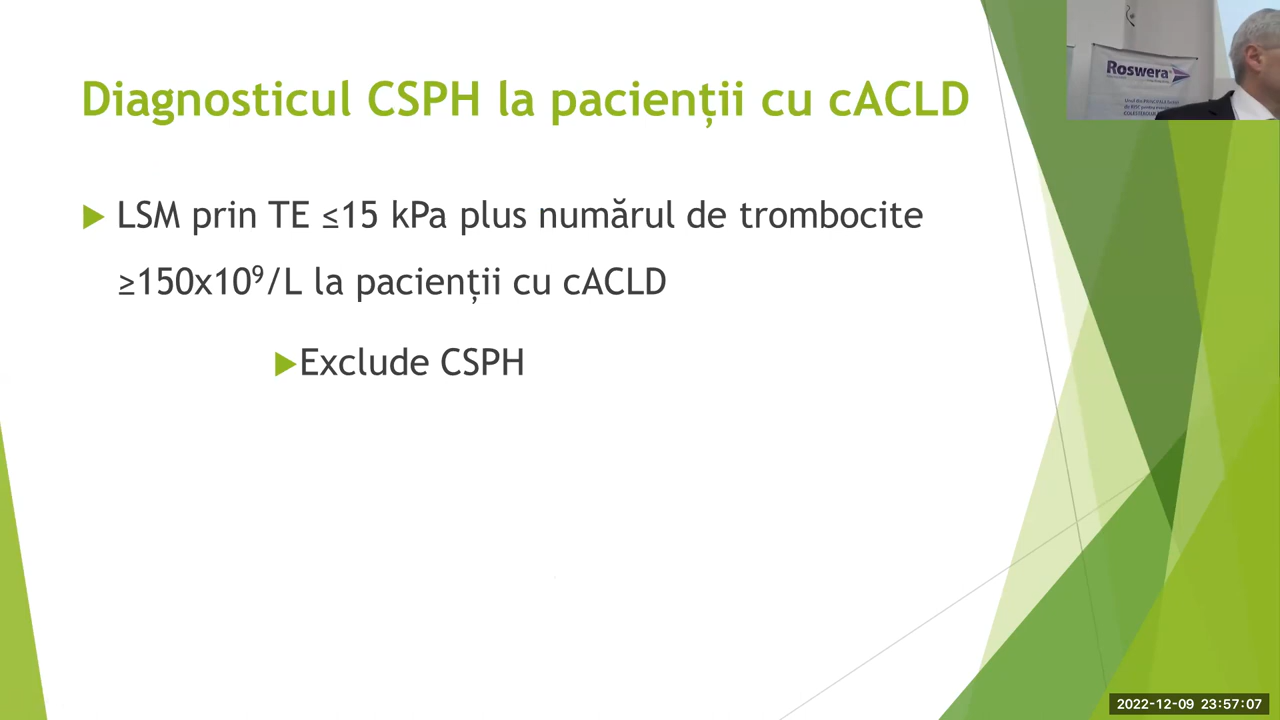 Diagnosticul CSPH la pacienții cu cACLD
LSM prin TE ≤15 kPa plus numărul de trombocite
≥150x10⁹/L la pacienții cu cACLD
Exclude CSPH
Roswera
2022-12-09 23:57:07